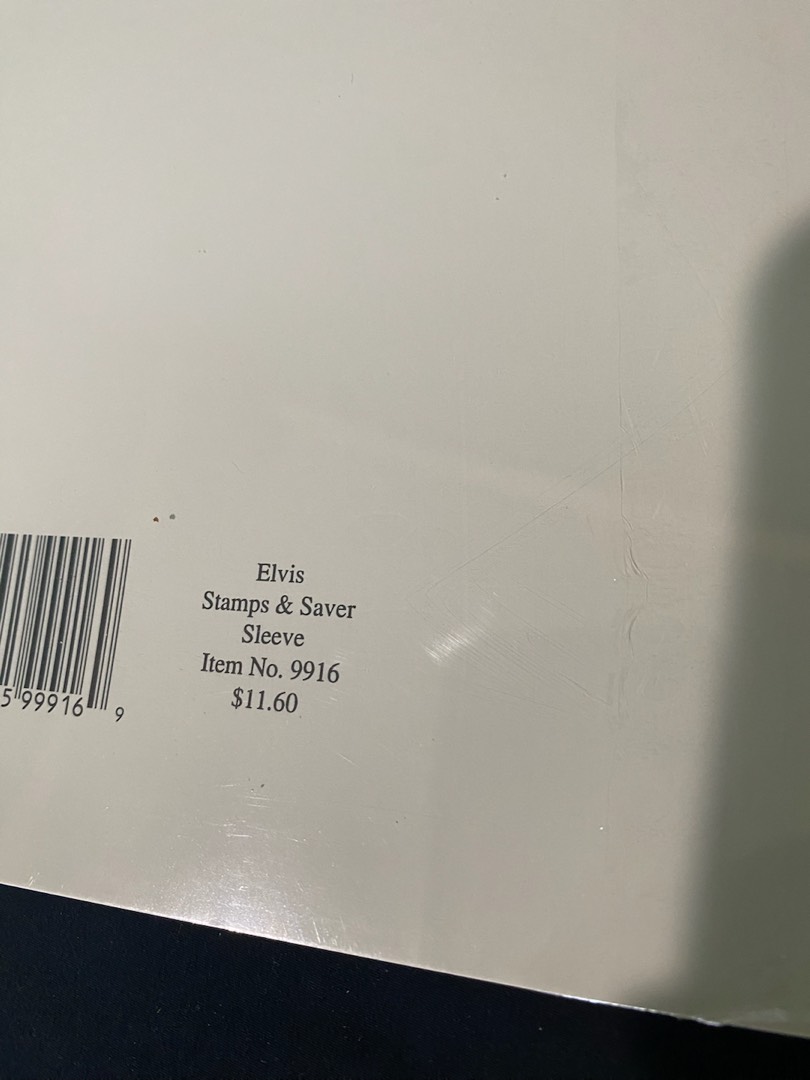 Elvis
Stamps & Saver
Sleeve
Item No. 9916
$11.60
5 99916 9